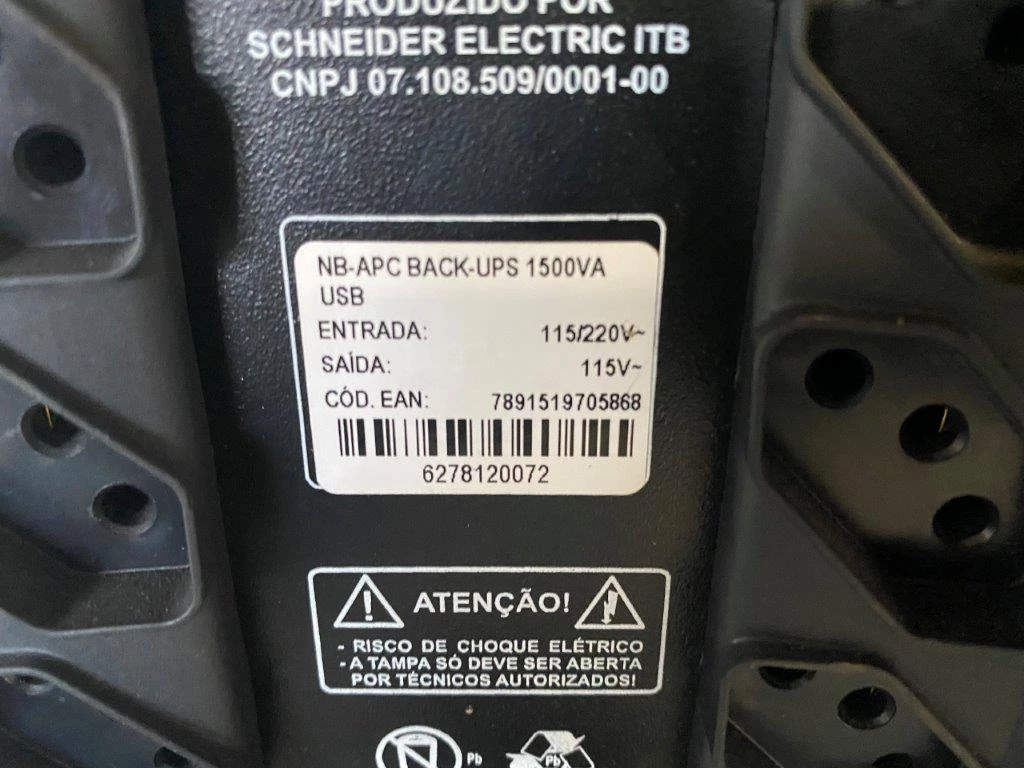 PRODUZIDO POR
SCHNEIDER ELECTRIC ITB
CNPJ 07.108.509/0001-00
NB-APC BACK-UPS 1500VA
USB
ENTRADA: 115/220V~
SAÍDA: 115V~
CÓD. EAN: 7891519705868
6278120072
ATENÇÃO!
- RISCO DE CHOQUE ELÉTRICO
- A TAMPA SÓ DEVE SER ABERTA
POR TÉCNICOS AUTORIZADOS!
Pb Pb